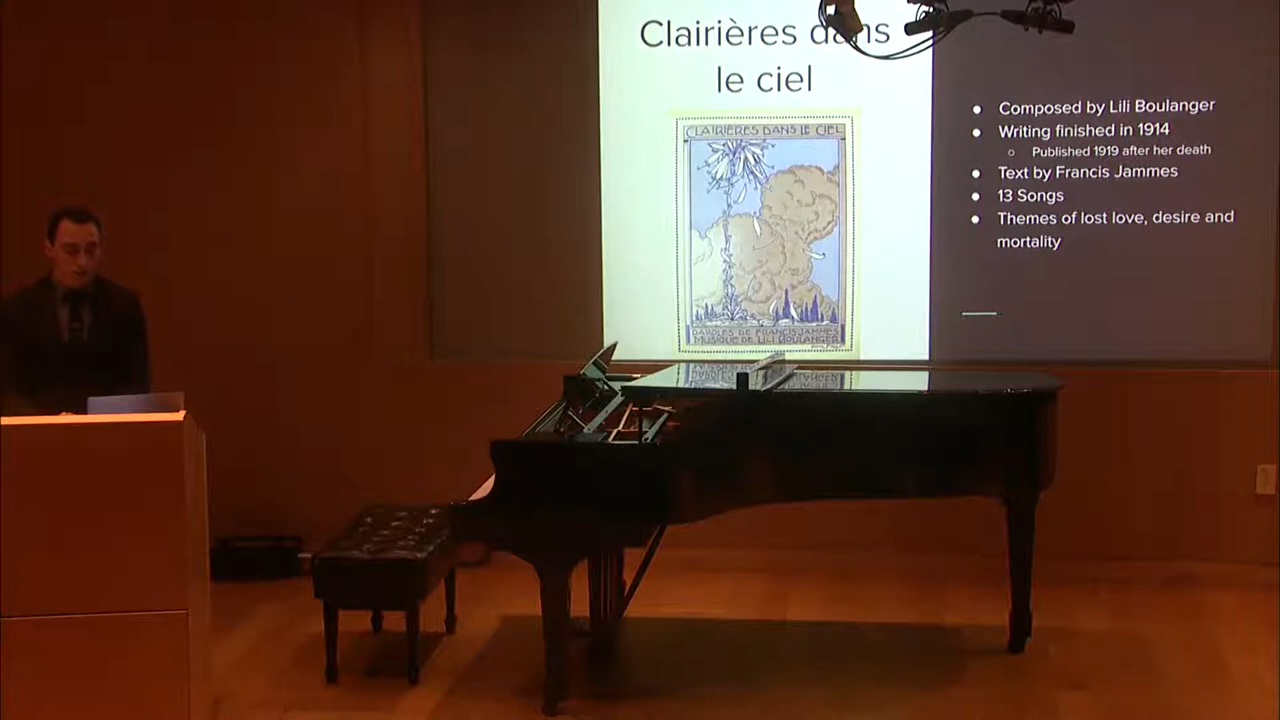 Clairières dans
le ciel
CLAIRIERES DANS LE CIEL
PAROLES DE FRANCIS JAMMES
MUSIQUE DE LILI BOULANGER
Composed by Lili Boulanger
Writing finished in 1914
Published 1919 after her death
Text by Francis Jammes
13 Songs
Themes of lost love, desire and
mortality